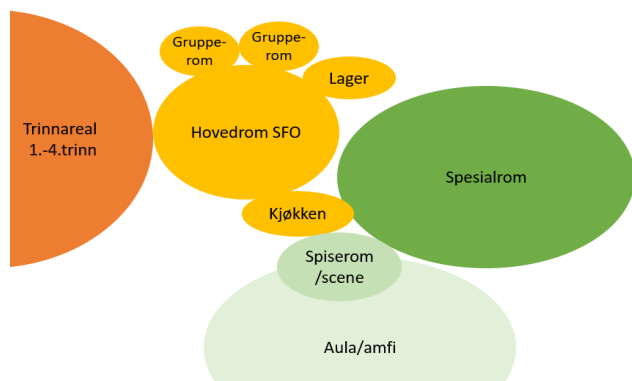 Gruppe-
rom
Gruppe-
rom
Lager
Trinnareal
1.-4.trinn
Hovedrom SFO
Spesialrom
Kjøkken
Spiserom
/scene
Aula/amfi